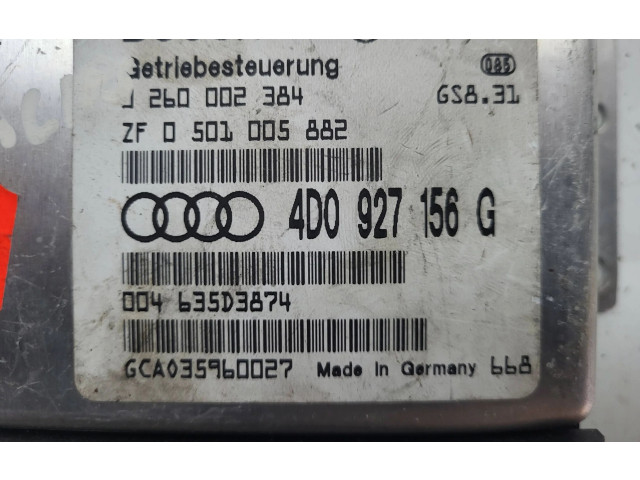 Getriebesteuerung 085
260 002 384 GS8.31
ZF 0 501 005 882
4D0 927 156 G
004 635D3874
GCA035960027 Made in Germany 668